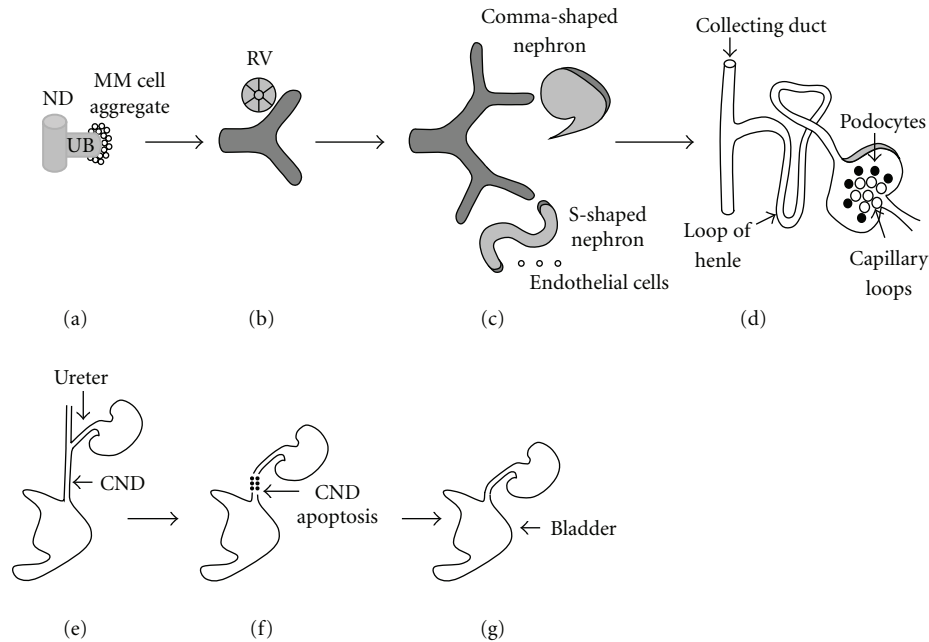 ND
UB
MM cell
aggregate
RV
Comma-shaped
nephron
S-shaped
nephron
Endothelial cells
Collecting duct
Podocytes
Loop of
henle
Capillary
loops
(a)
(b)
(c)
(d)
Ureter
CND
CND
apoptosis
Bladder
(e)
(f)
(g)